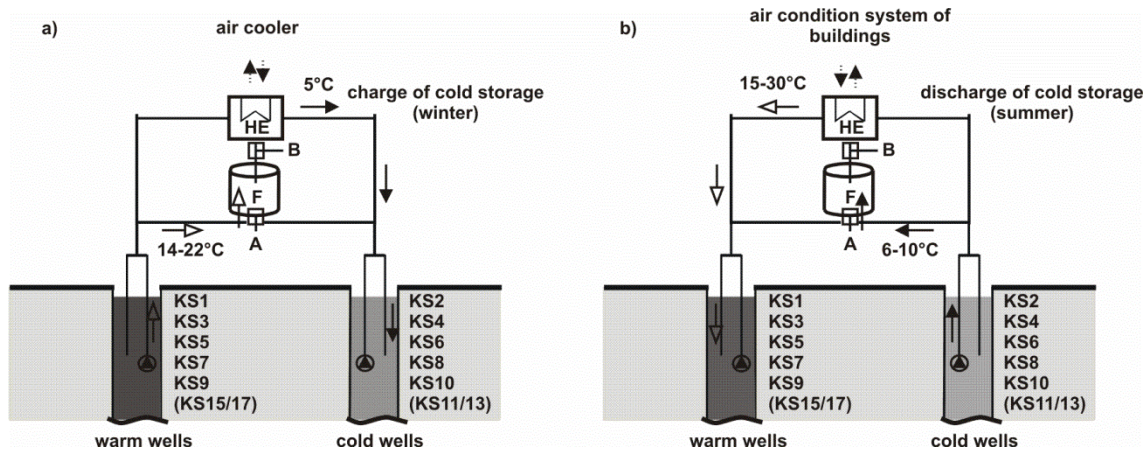 a)
air cooler
5°C
charge of cold storage
(winter)
HE
B
F
A
14-22°C
KS1
KS3
KS5
KS7
KS9
(KS15/17)
KS2
KS4
KS6
KS8
KS10
(KS11/13)
warm wells
cold wells
b)
air condition system of
buildings
15-30°C
discharge of cold storage
(summer)
HE
B
F
A
6-10°C
KS1
KS3
KS5
KS7
KS9
(KS15/17)
KS2
KS4
KS6
KS8
KS10
(KS11/13)
warm wells
cold wells